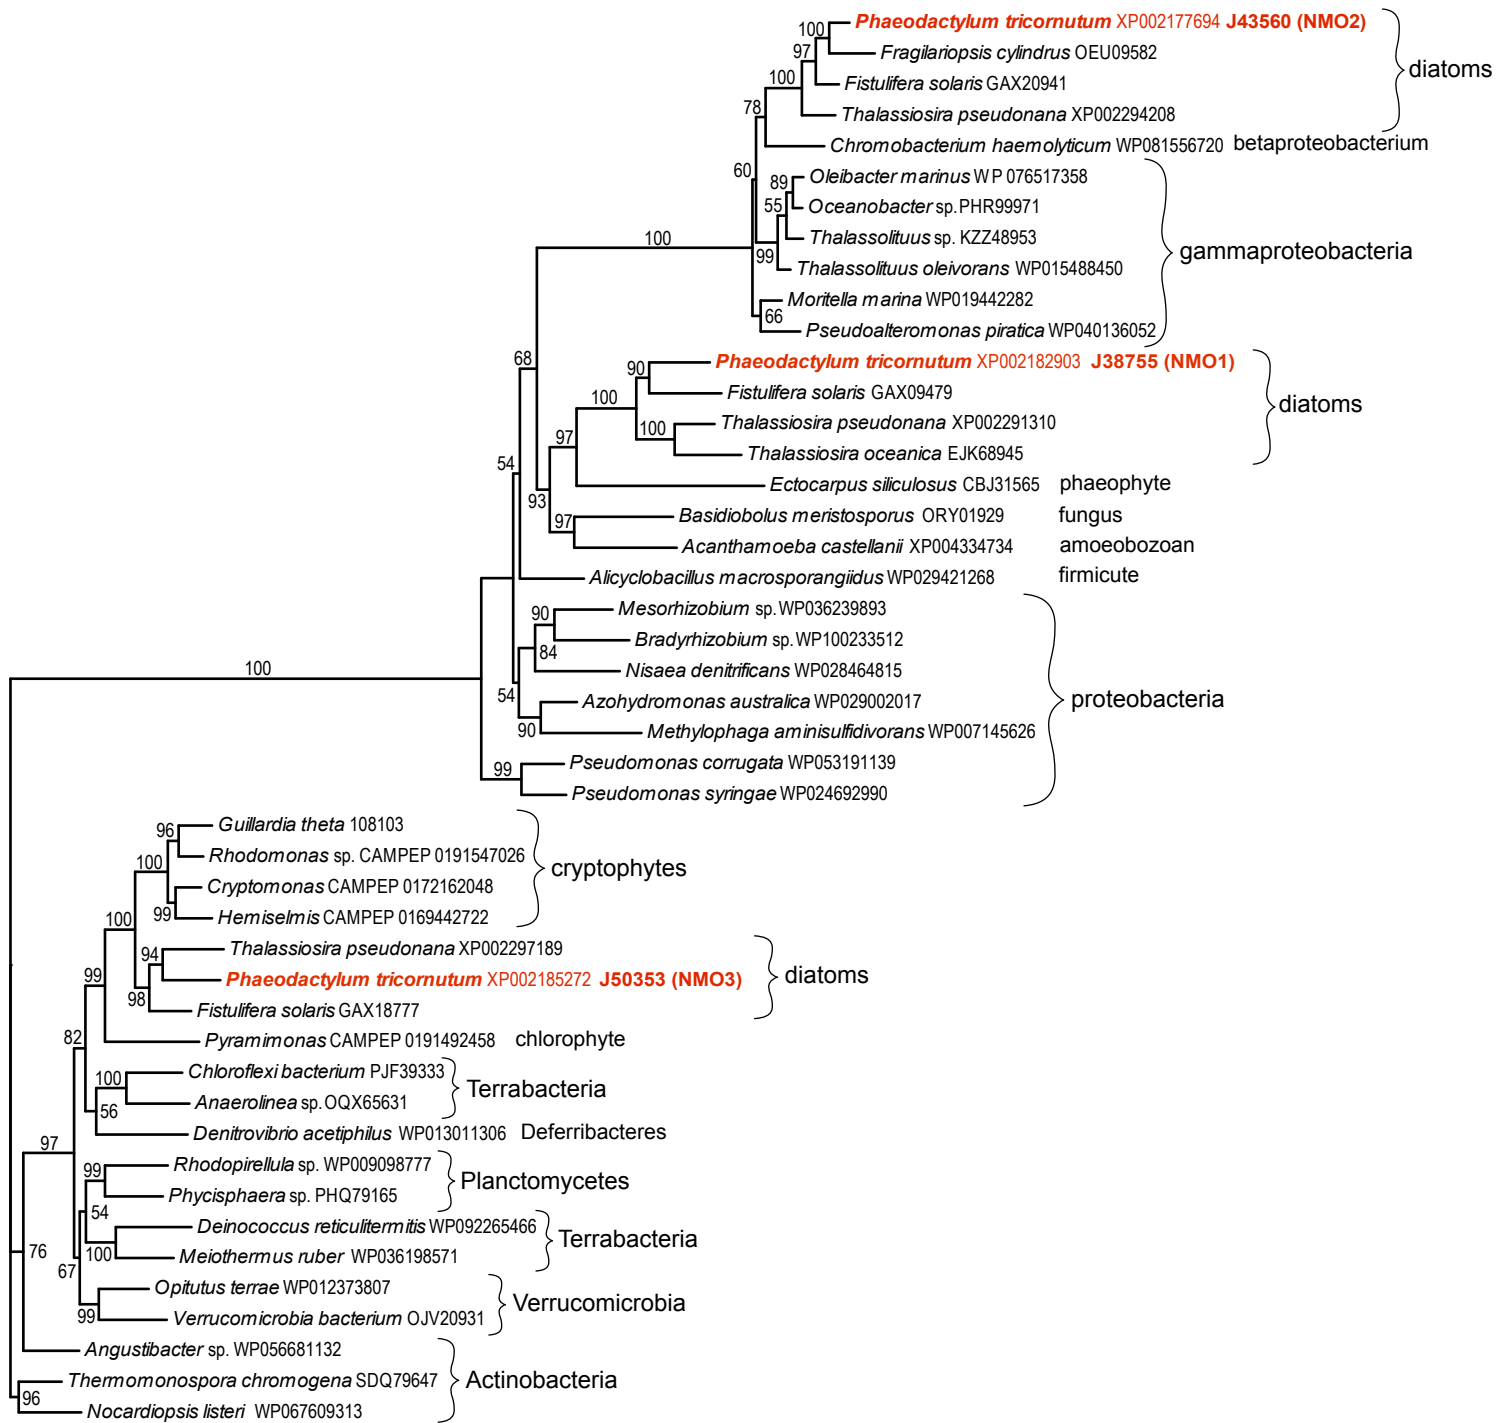 Phaeodactylum tricornutum XP002177694 J43560 (NMO2)
100
Fragilariopsis cylindrus OEU09582
97
diatoms
100
Fistulifera solaris GAX20941
78
Thalassiosira pseudonana XP002294208
Chromobacterium haemolyticum WP081556720 betaproteobacterium
60
Oleibacter marinus WP 076517358
89
Oceanobacter sp. PHR99971
55
Thalassolituus sp. KZZ48953
100
99
gammaproteobacteria
Thalassolituus oleivorans WP015488450
Moritella marina WP019442282
66
Pseudoalteromonas piratica WP040136052
68
Phaeodactylum tricornutum XP002182903 J38755 (NMO1)
90
Fistulifera solaris GAX09479
100
diatoms
Thalassiosira pseudonana XP002291310
100
97
Thalassiosira oceanica EJK68945
54
Ectocarpus siliculosus CBJ31565 phaeophyte
93
Basidiobolus meristosporus ORY01929 fungus
97
Acanthamoeba castellanii XP004334734 amoeobozoan
Alicyclobacillus macrosporangiidus WP029421268 firmicute
Mesorhizobium sp. WP036239893
90
Bradyrhizobium sp. WP100233512
84
Nisaea denitrificans WP028464815
100
54
proteobacteria
Azohydromonas australica WP029002017
90
Methylophaga aminisulfidivorans WP007145626
Pseudomonas corrugata WP053191139
99
Pseudomonas syringae WP024692990
Guillardia theta 108103
96
Rhodomonas sp. CAMPEP 0191547026
100
cryptophytes
Cryptomonas CAMPEP 0172162048
99
Hemiselmis CAMPEP 0169442722
100
Thalassiosira pseudonana XP002297189
94
99
Phaeodactylum tricornutum XP002185272 J50353 (NMO3)
diatoms
98
Fistulifera solaris GAX18777
82
Pyramimonas CAMPEP 0191492458 chlorophyte
Chloroflexi bacterium PJF39333
100
Terrabacteria
Anaerolinea sp. OQX65631
56
Denitrovibrio acetiphilus WP013011306 Deferribacteres
97
Rhodopirellula sp. WP009098777
99
Planctomycetes
Phycisphaera sp. PHQ79165
54
Deinococcus reticulitermitis WP092265466
Terrabacteria
100
Meiothermus ruber WP036198571
76
67
Opitutus terrae WP012373807
Verrucomicrobia
99
Verrucomicrobia bacterium OJV20931
Angustibacter sp. WP056681132
Thermomonospora chromogena SDQ79647
Actinobacteria
96
Nocardiopsis listeri WP067609313